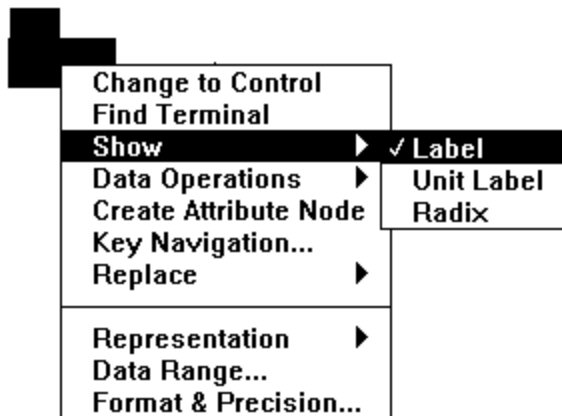 Change to Control
Find Terminal
Show
✓ Label
Data Operations
Unit Label
Create Attribute Node
Radix
Key Navigation...
Replace
Representation
Data Range...
Format & Precision...